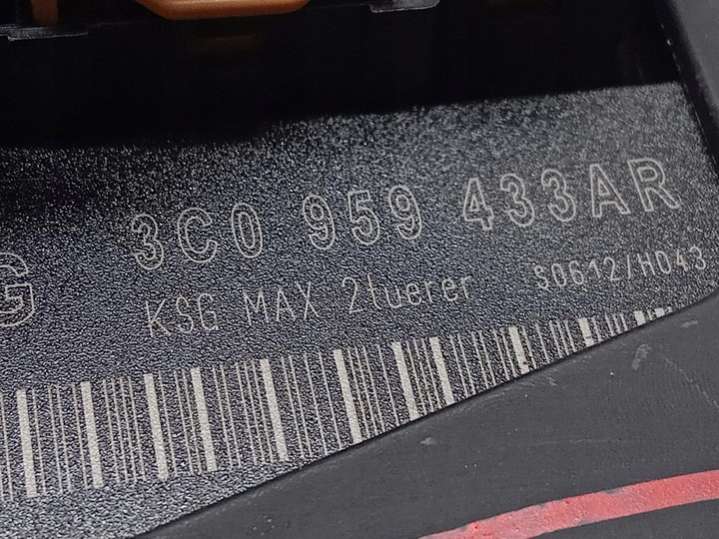 G 3C0 959 433AR
KSG MAX 2tuerer S0612/H043